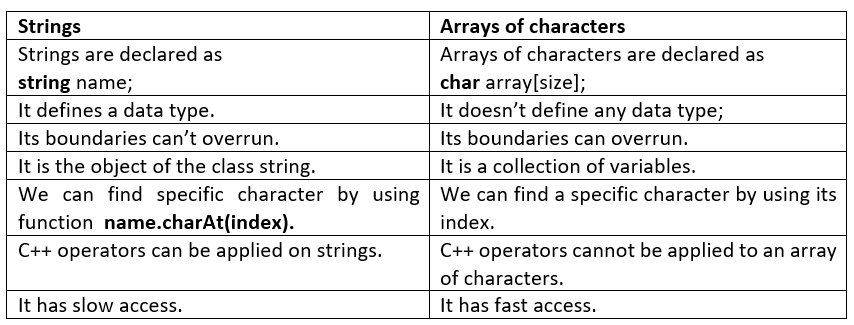 Strings
Arrays of characters
Strings are declared as
string name;
Arrays of characters are declared as
char array[size];
It defines a data type.
It doesn’t define any data type;
Its boundaries can’t overrun.
Its boundaries can overrun.
It is the object of the class string.
It is a collection of variables.
We can find specific character by using
function name.charAt(index).
We can find a specific character by using its
index.
C++ operators can be applied on strings.
C++ operators cannot be applied to an array
of characters.
It has slow access.
It has fast access.